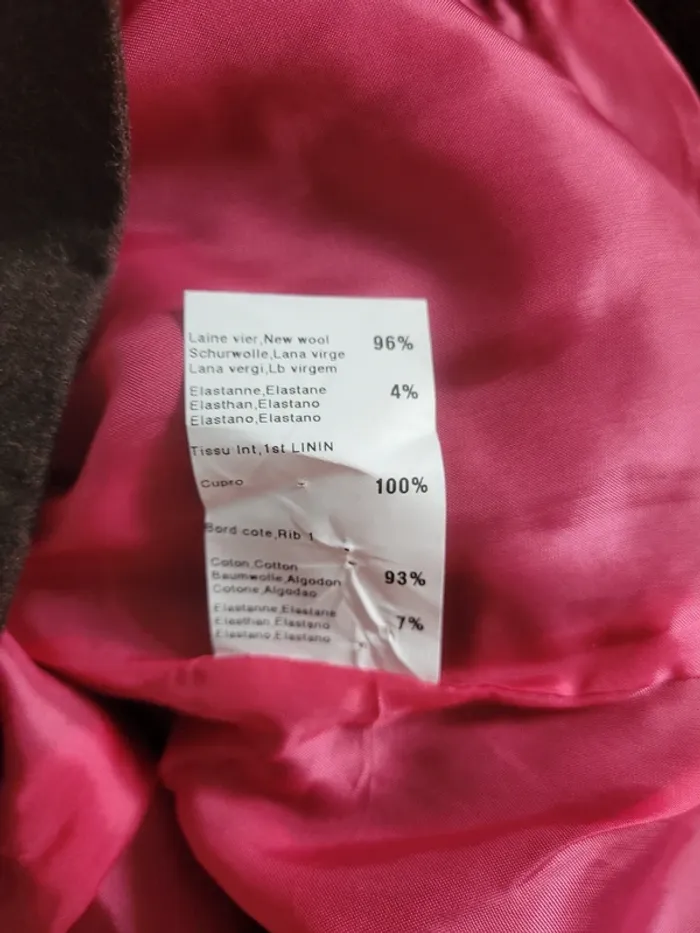 Laine vier,New wool 96%
Schurwolle,Lana virge
Lana vergi,Lb virgem
Elastanne,Elastane 4%
Elasthan,Elastano
Elastano,Elastano
Tissu Int,1st LININ
Cupro 100%
Bord cote,Rib 1
Coton,Cotton
Baumwolle,Algodon 93%
Cotone,Algodao
Elastanne,Elastane
Elasthan,Elastano 7%
Elastano,Elastano